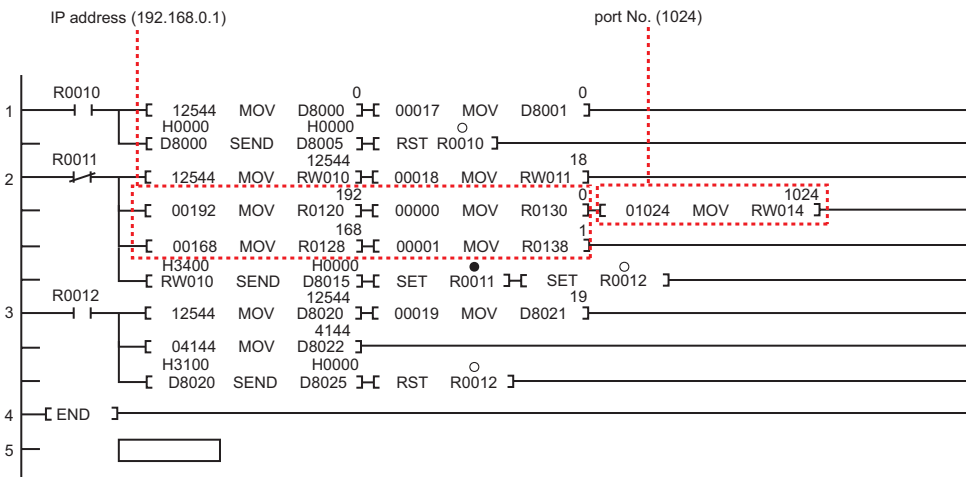 IP address (192.168.0.1) port No. (1024)
R0010 0 0
1 12544 MOV D8000 00017 MOV D8001
H0000 H0000
D8000 SEND D8005 RST R0010
R0011 12544 18
2 12544 MOV RW010 00018 MOV RW011
192 0 1024
00192 MOV R0120 00000 MOV R0130 01024 MOV RW014
168 1
00168 MOV R0128 00001 MOV R0138
H3400 H0000
RW010 SEND D8015 SET R0011 SET R0012
R0012 12544 19
3 12544 MOV D8020 00019 MOV D8021
4144
04144 MOV D8022
H3100 H0000
D8020 SEND D8025 RST R0012
4 END
5